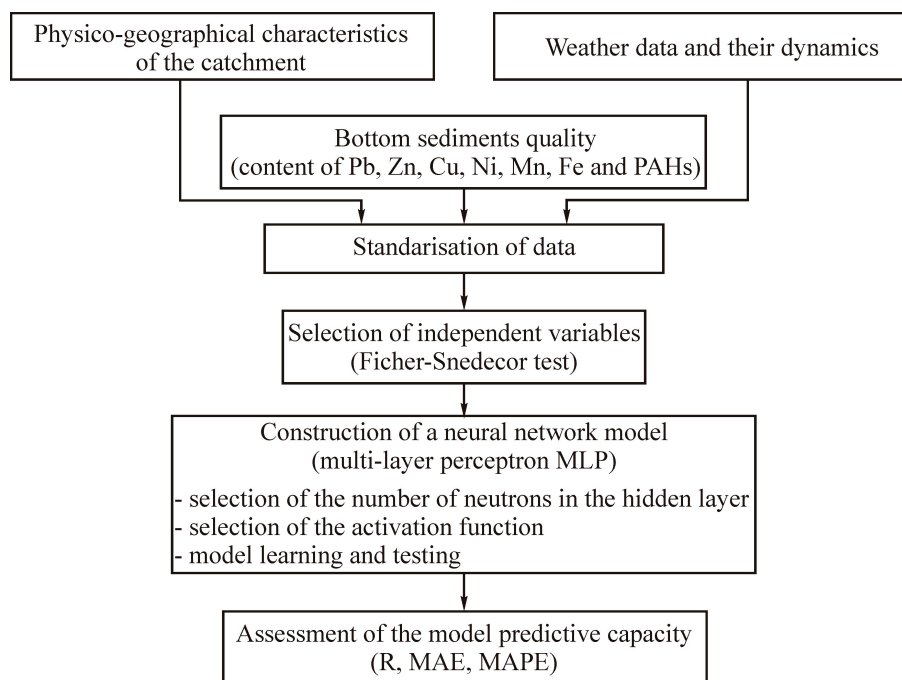 Physico-geographical characteristics
of the catchment
Weather data and their dynamics
Bottom sediments quality
(content of Pb, Zn, Cu, Ni, Mn, Fe and PAHs)
Standarisation of data
Selection of independent variables
(Ficher-Snedecor test)
Construction of a neural network model
(multi-layer perceptron MLP)
- selection of the number of neutrons in the hidden layer
- selection of the activation function
- model learning and testing
Assessment of the model predictive capacity
(R, MAE, MAPE)